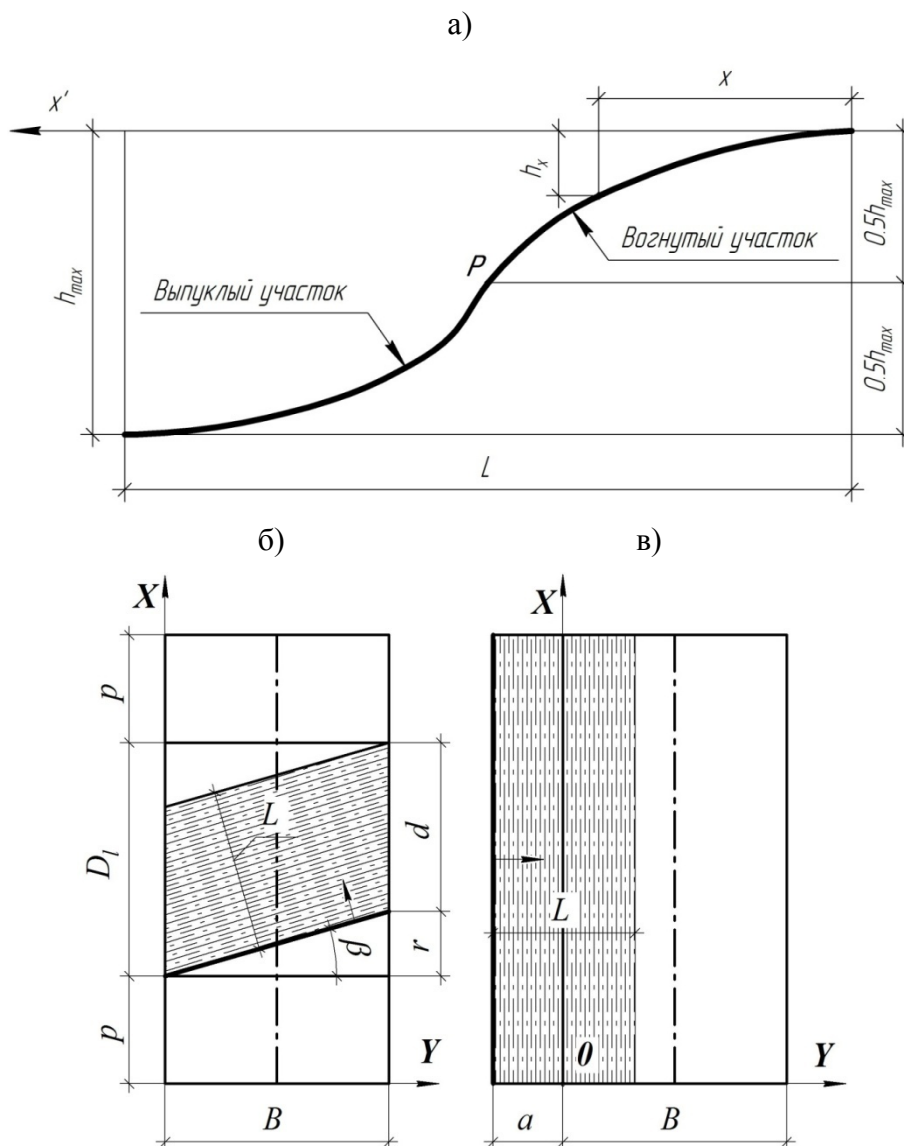 а)
x'
x
h_x
h_max
0.5h_max
0.5h_max
P
Вогнутый участок
Выпуклый участок
L
б)
в)
X
p
D_l
p
L
d
β
r
Y
B
X
L
0
Y
a
B